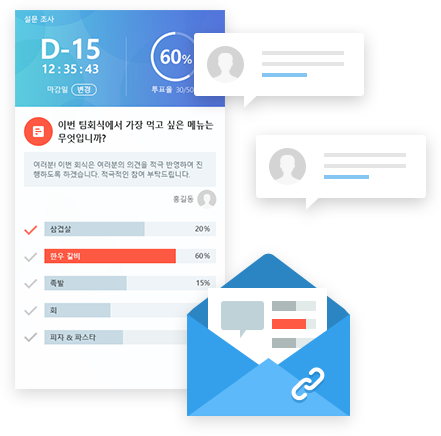 설문 조사
D-15
12 : 35 : 43
마감일 변경
60%
투표율 30/50
이번 팀회식에서 가장 먹고 싶은 메뉴는
무엇입니까?
여러분! 이번 회식은 여러분의 의견을 적극 반영하여 진
행하도록 하겠습니다. 적극적인 참여 부탁드립니다.
홍길동
삼겹살 20%
한우 갈비 60%
족발 15%
회
피자 & 파스타